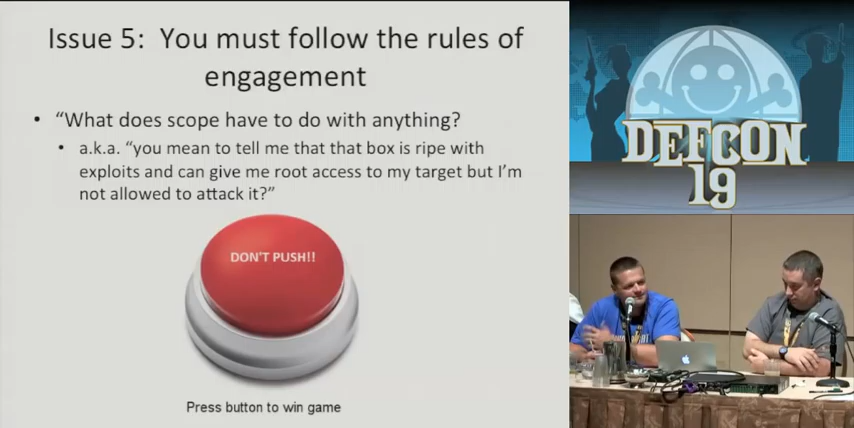 Issue 5: You must follow the rules of
engagement
• “What does scope have to do with anything?
• a.k.a. “you mean to tell me that that box is ripe with
exploits and can give me root access to my target but I’m
not allowed to attack it?”
DON'T PUSH!!
Press button to win game
DEFCON
19